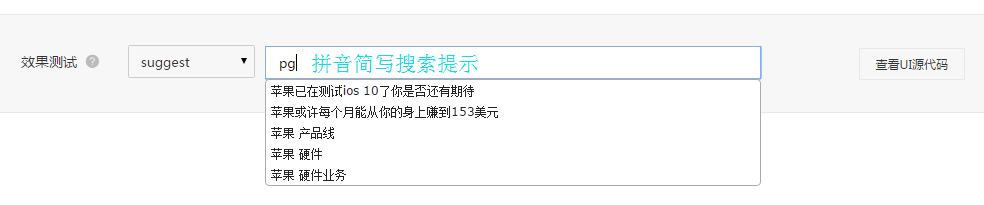 效果测试 ? suggest pg 拼音简写搜索提示 查看UI源代码
苹果已在测试ios 10了你是否还有期待
苹果或许每个月能从你的身上赚到153美元
苹果 产品线
苹果 硬件
苹果 硬件业务